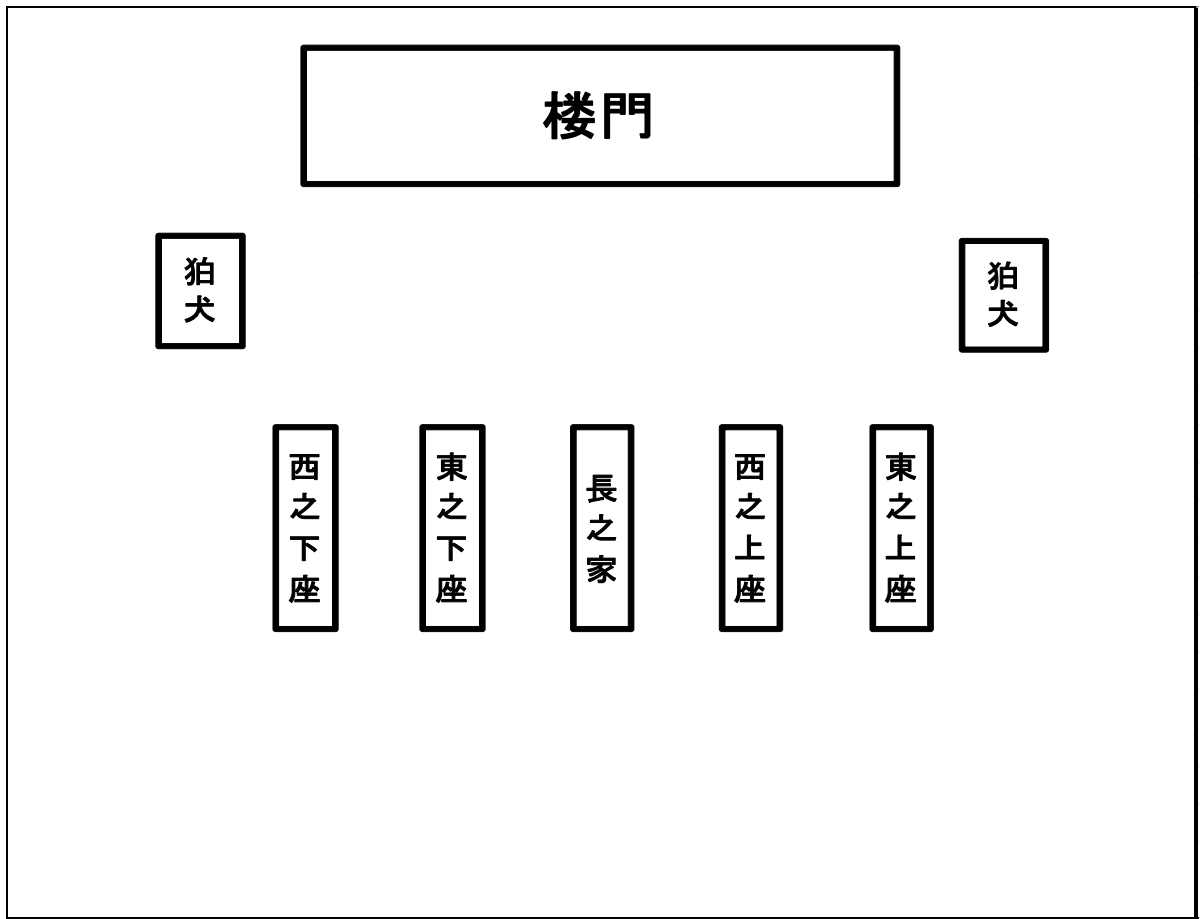 楼門
狛犬
狛犬
西之下座
東之下座
長之家
西之上座
東之上座